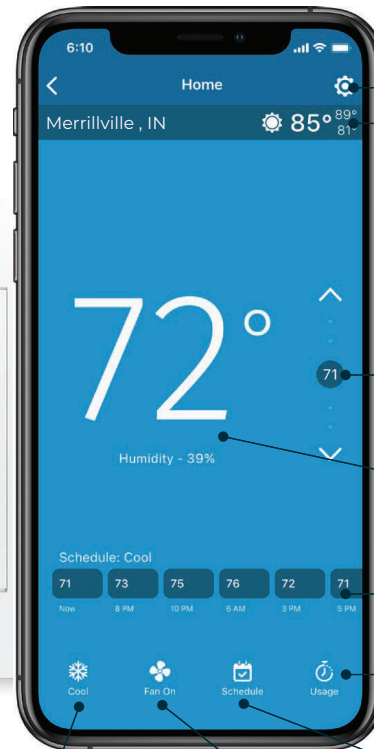 6:10
Home
Merrillville , IN
85° 89°
81°
72°
71
Humidity - 39%
Schedule: Cool
71 73 75 76 72 71
Now 8 PM 10 PM 6 AM 3 PM 5 PM
Cool Fan On Schedule Usage